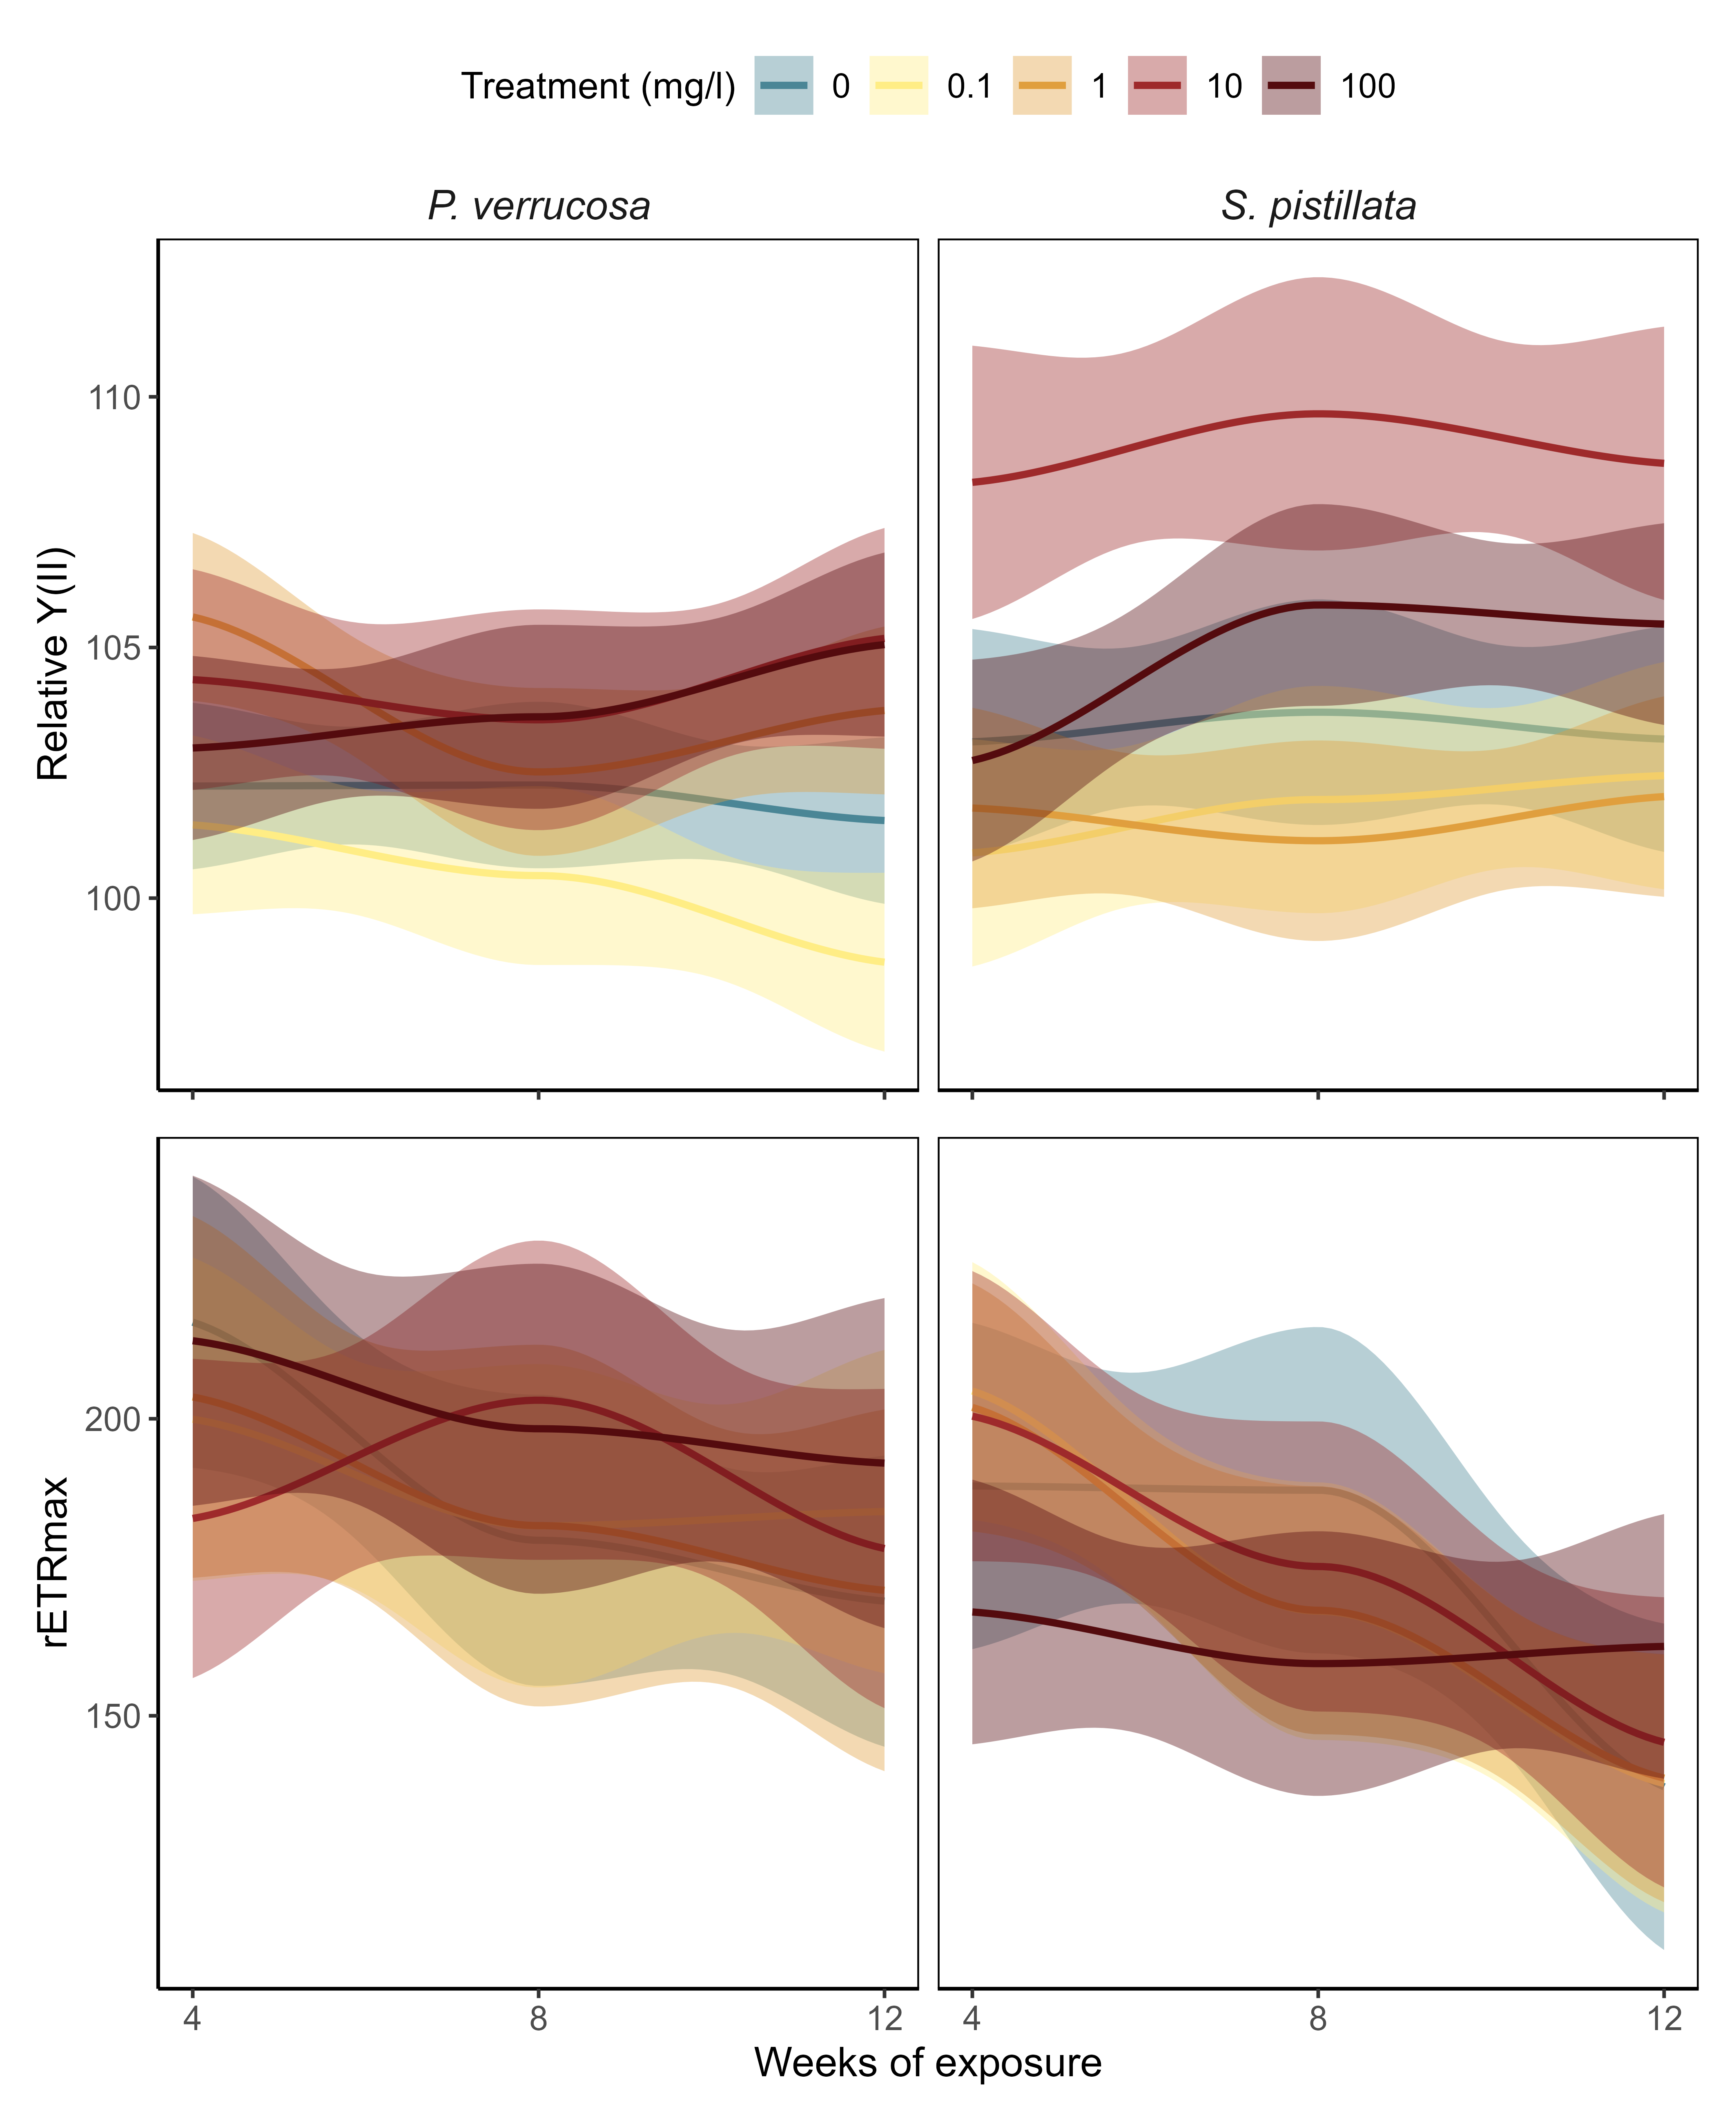 Treatment (mg/l) 0 0.1 1 10 100
P. verrucosa S. pistillata
Relative Y(II)
110
105
100
rETRmax
200
150
4 8 12 4 8 12
Weeks of exposure